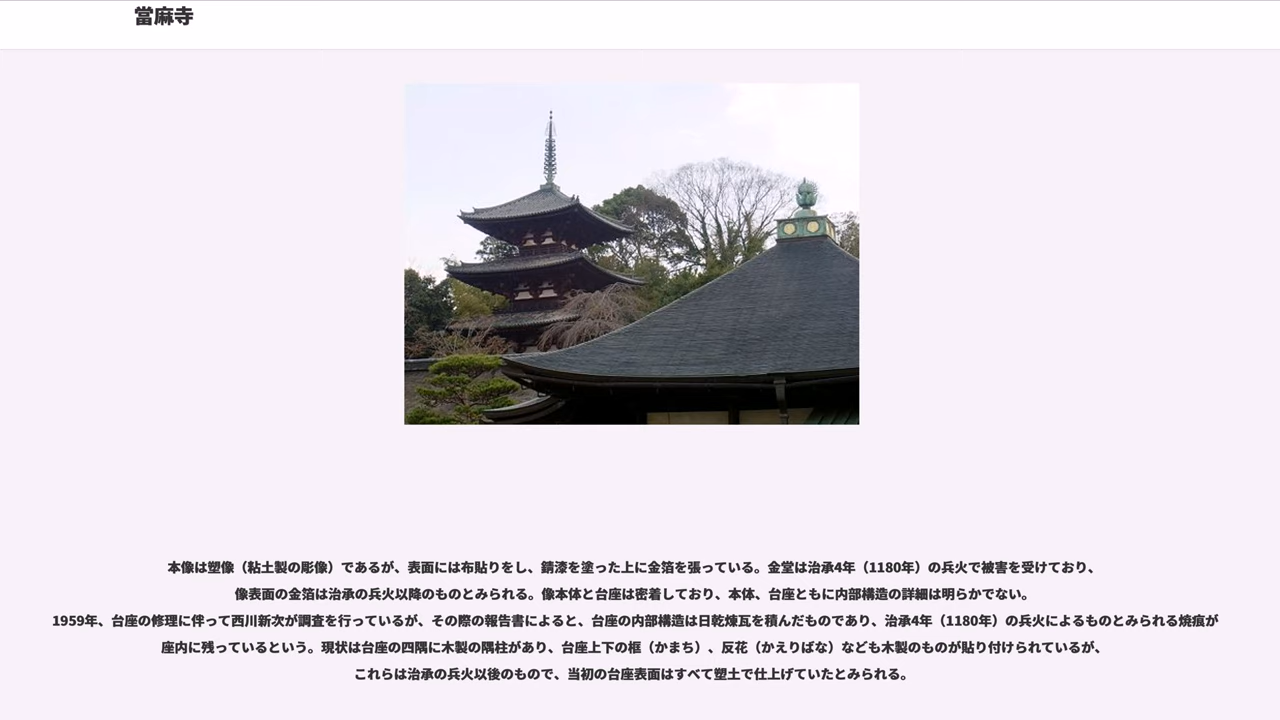 當麻寺
本像は塑像（粘土製の彫像）であるが、表面には布貼りをし、錆漆を塗った上に金箔を張っている。金堂は治承4年（1180年）の兵火で被害を受けており、
像表面の金箔は治承の兵火以降のものとみられる。像本体と台座は密着しており、本体、台座ともに内部構造の詳細は明らかでない。
1959年、台座の修理に伴って西川新次が調査を行っているが、その際の報告書によると、台座の内部構造は日乾煉瓦を積んだものであり、治承4年（1180年）の兵火によるものとみられる焼痕が
座内に残っているという。現状は台座の四隅に木製の隅柱があり、台座上下の框（かまち）、反花（かえりばな）なども木製のものが貼り付けられているが、
これらは治承の兵火以後のもので、当初の台座表面はすべて塑土で仕上げていたとみられる。